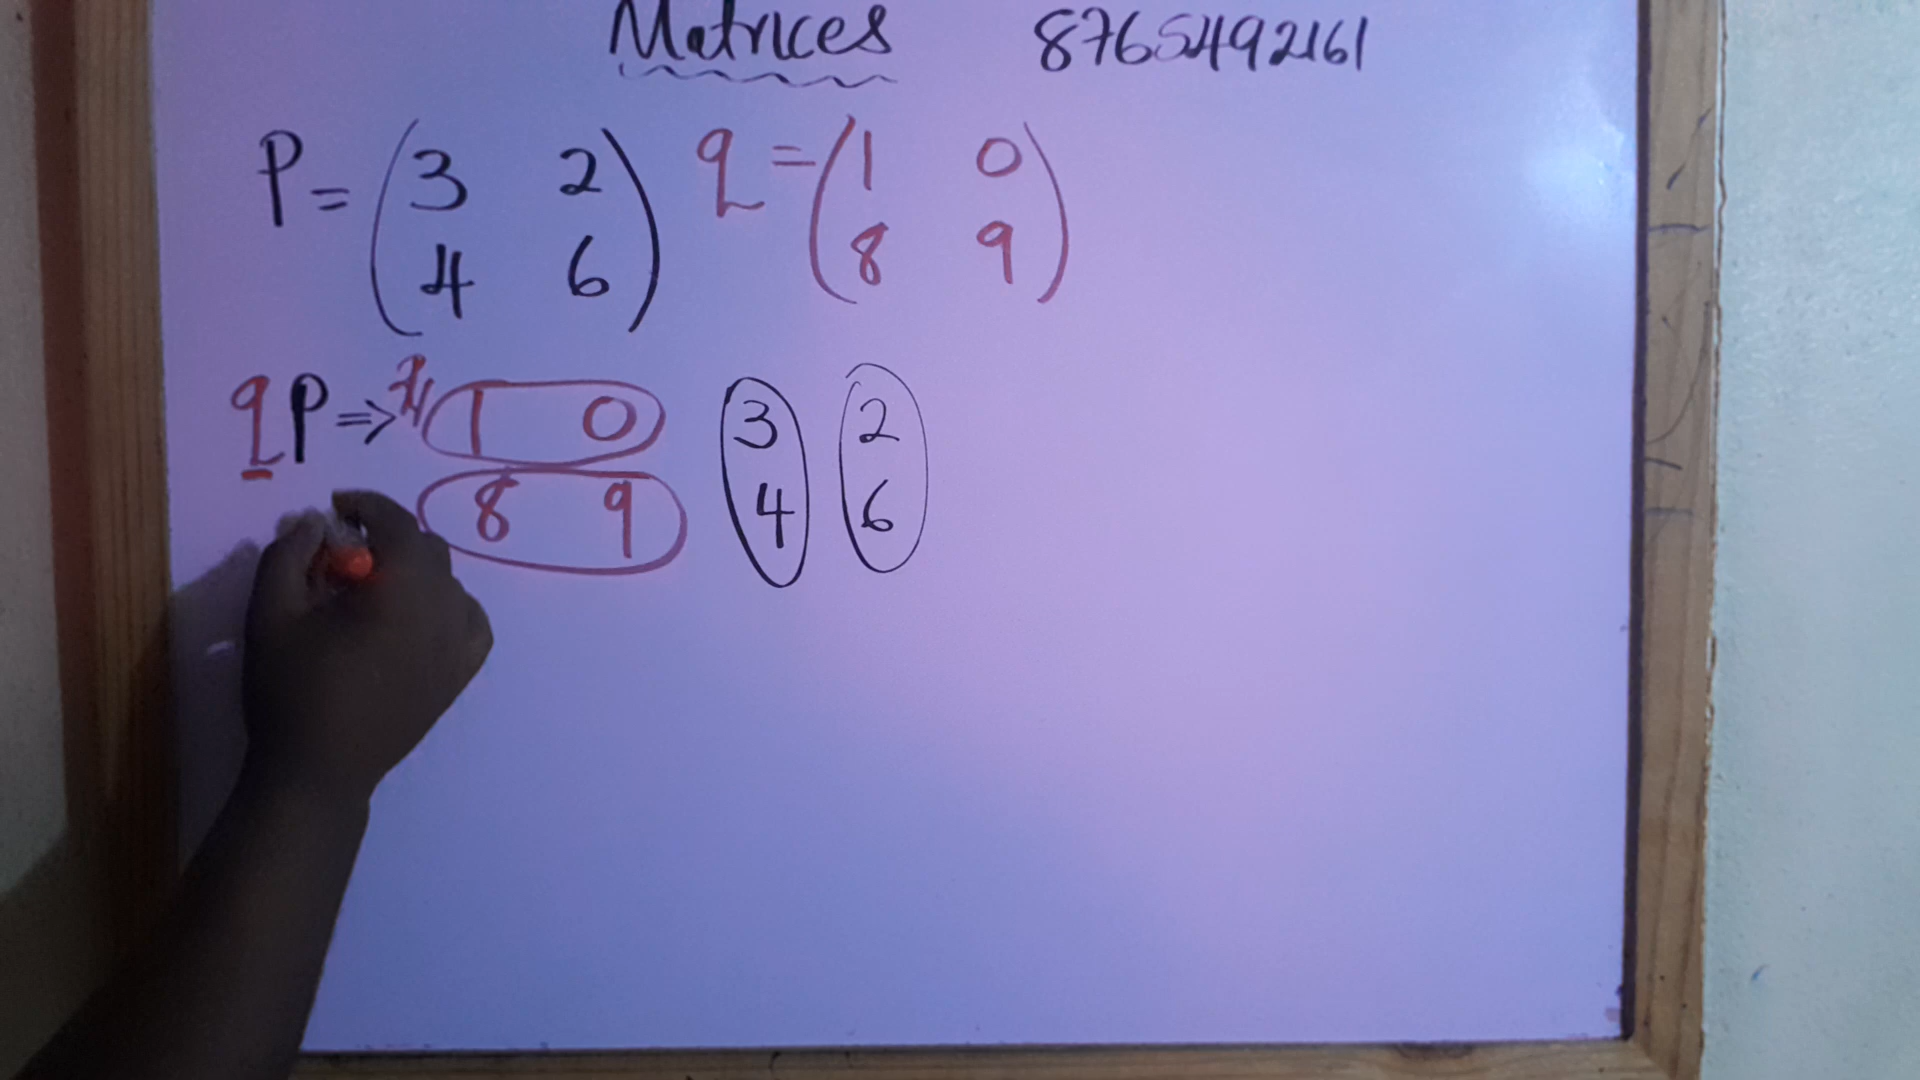 Matrices 8765492161
P = (3 2) q = (1 0)
(4 6) (8 9)
qP => 1 0 3 2
8 9 4 6